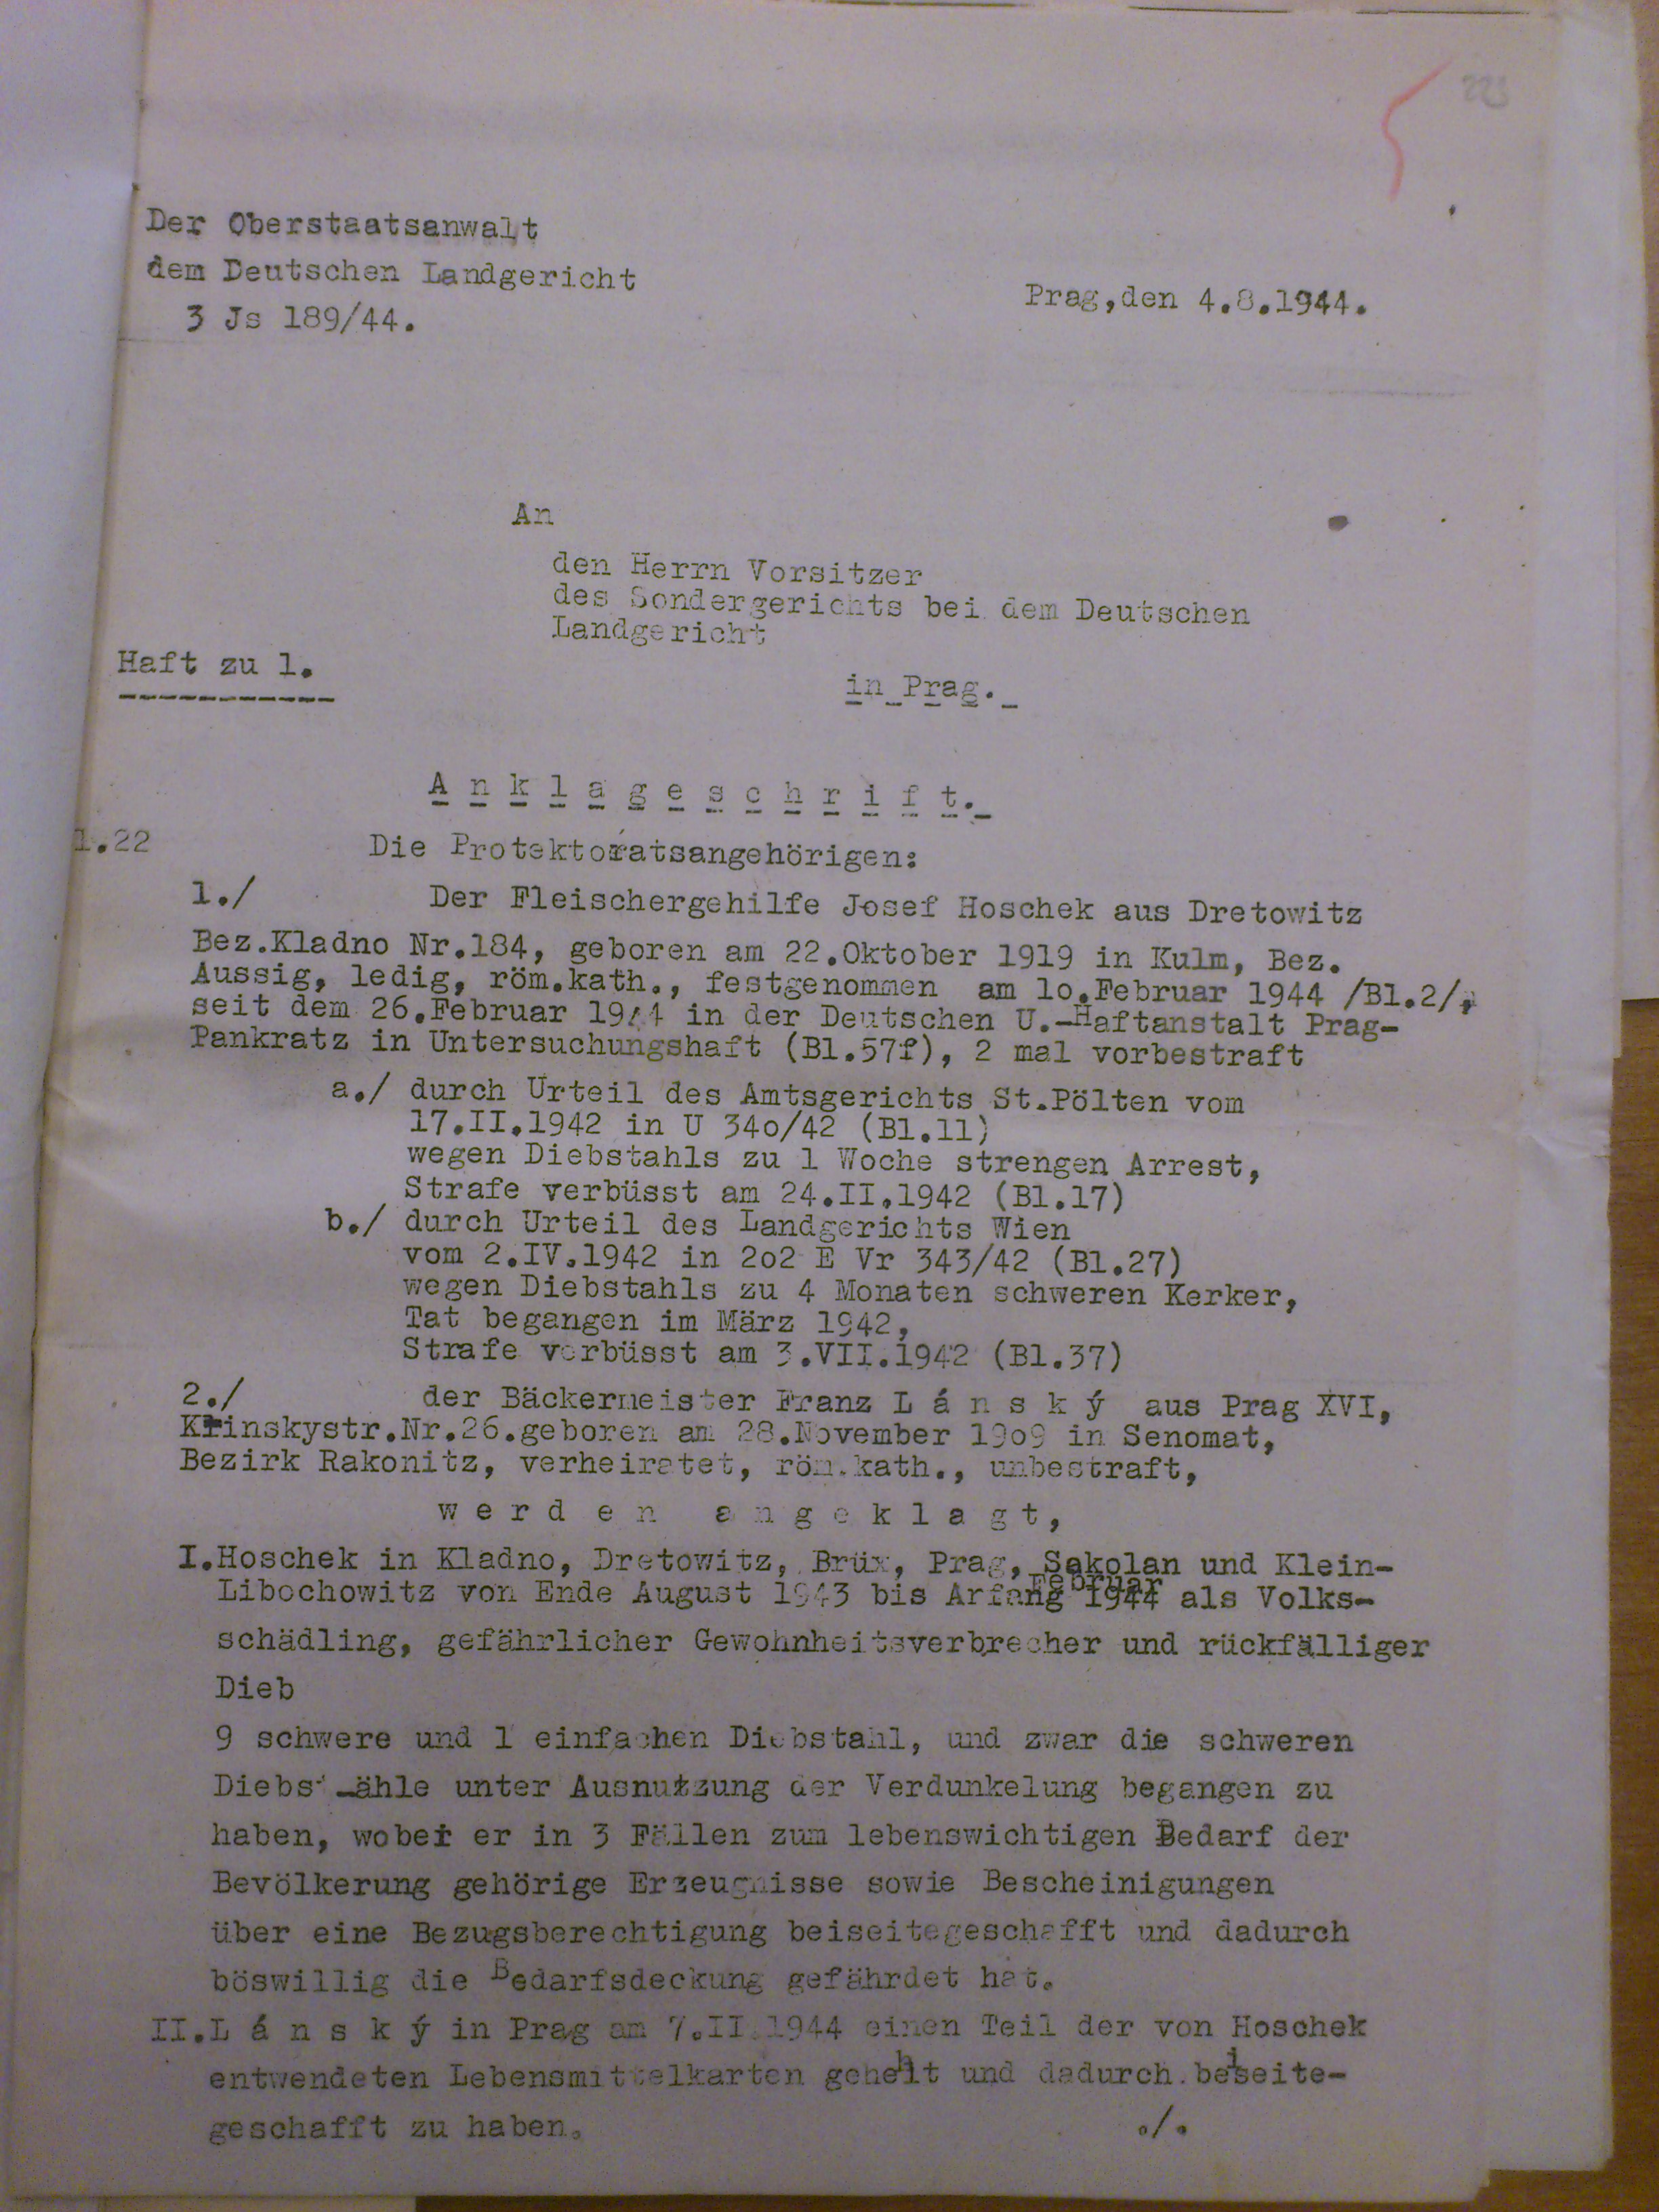 223
Der Oberstaatsanwalt
dem Deutschen Landgericht
3 Js 189/44.
Prag,den 4.8.1944.
An
den Herrn Vorsitzer
des Sondergerichts bei dem Deutschen
Landgericht
Haft zu 1.
in Prag.
Anklageschrift.
1.22
Die Protektoratsangehörigen:
1./ Der Fleischergehilfe Josef Hoschek aus Dretowitz
Bez.Kladno Nr.184, geboren am 22.Oktober 1919 in Kulm, Bez.
Aussig, ledig, röm.kath., festgenommen am 1o.Februar 1944 /Bl.2/,
seit dem 26.Februar 1944 in der Deutschen U.-Haftanstalt Prag-
Pankratz in Untersuchungshaft (Bl.57f), 2 mal vorbestraft
a./ durch Urteil des Amtsgerichts St.Pölten vom
17.II.1942 in U 34o/42 (Bl.11)
wegen Diebstahls zu 1 Woche strengen Arrest,
Strafe verbüsst am 24.II.1942 (Bl.17)
b./ durch Urteil des Landgerichts Wien
vom 2.IV.1942 in 2o2 E Vr 343/42 (Bl.27)
wegen Diebstahls zu 4 Monaten schweren Kerker,
Tat begangen im März 1942,
Strafe verbüsst am 3.VII.1942 (Bl.37)
2./ der Bäckermeister Franz L á n s k ý aus Prag XVI,
Krinskystr.Nr.26.geboren am 28.November 19o9 in Senomat,
Bezirk Rakonitz, verheiratet, röm.kath., unbestraft,
w e r d e n a n g e k l a g t,
I.Hoschek in Kladno, Dretowitz, Brüx, Prag, Sakolan und Klein-
Libochowitz von Ende August 1943 bis Anfang Februar 1944 als Volks-
schädling, gefährlicher Gewohnheitsverbrecher und rückfälliger
Dieb
9 schwere und 1 einfachen Diebstahl, und zwar die schweren
Diebst-ähle unter Ausnutzung der Verdunkelung begangen zu
haben, wobei er in 3 Fällen zum lebenswichtigen Bedarf der
Bevölkerung gehörige Erzeugnisse sowie Bescheinigungen
über eine Bezugsberechtigung beiseitegeschafft und dadurch
böswillig die Bedarfsdeckung gefährdet hat.
II.L á n s k ý in Prag am 7.II.1944 einen Teil der von Hoschek
entwendeten Lebensmittelkarten gehehlt und dadurch.beiseite-
geschafft zu haben.
./.